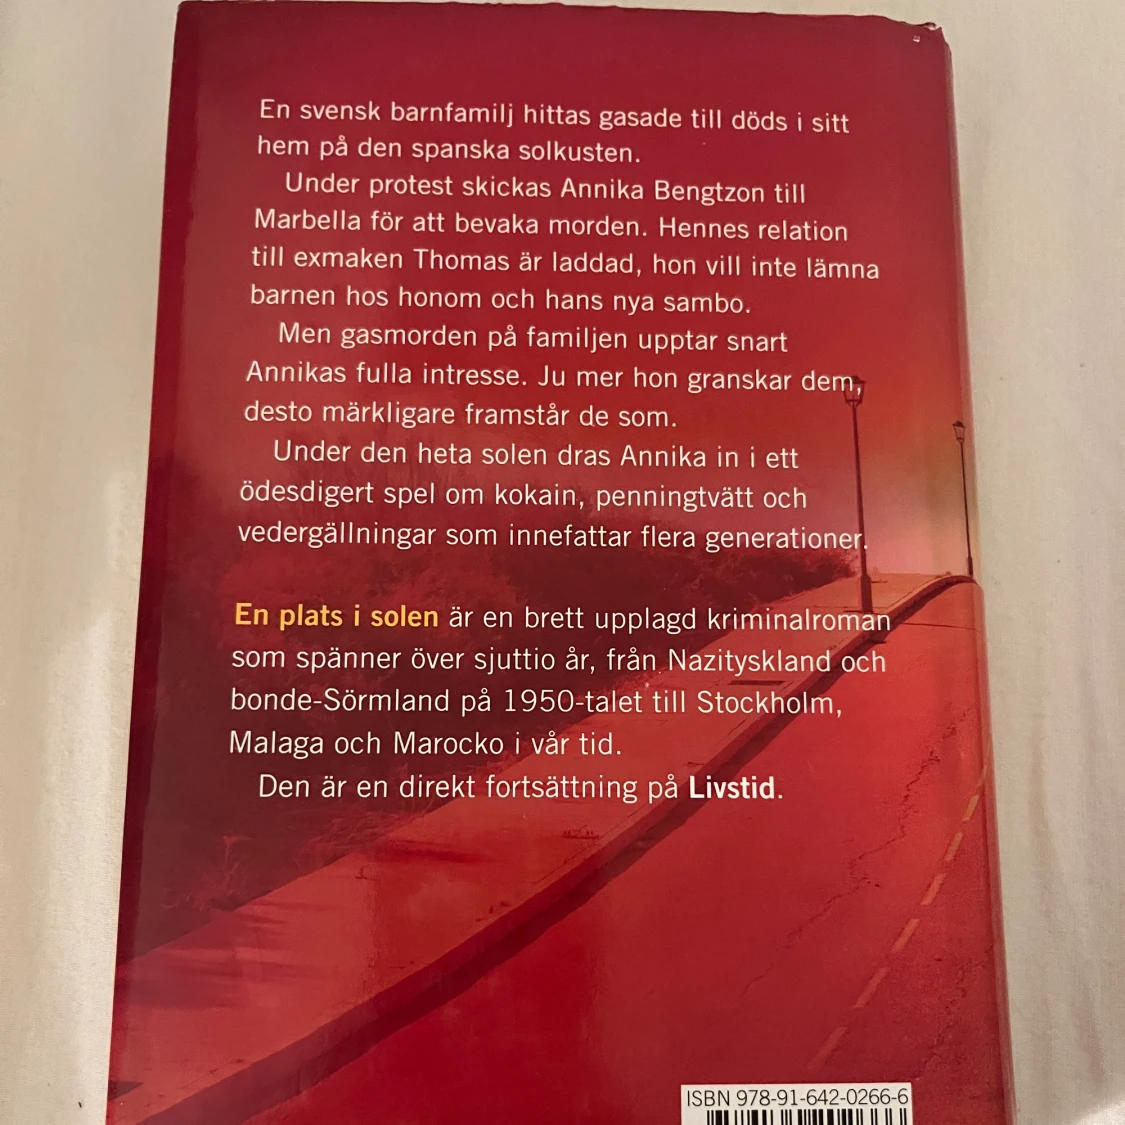 En svensk barnfamilj hittas gasade till döds i sitt
hem på den spanska solkusten.
Under protest skickas Annika Bengtzon till
Marbella för att bevaka morden. Hennes relation
till exmaken Thomas är laddad, hon vill inte lämna
barnen hos honom och hans nya sambo.
Men gasmorden på familjen upptar snart
Annikas fulla intresse. Ju mer hon granskar dem,
desto märkligare framstår de som.
Under den heta solen dras Annika in i ett
ödesdigert spel om kokain, penningtvätt och
vedergällningar som innefattar flera generationer.
En plats i solen är en brett upplagd kriminalroman
som spänner över sjuttio år, från Nazityskland och
bonde-Sörmland på 1950-talet till Stockholm,
Malaga och Marocko i vår tid.
Den är en direkt fortsättning på Livstid.
ISBN 978-91-642-0266-6